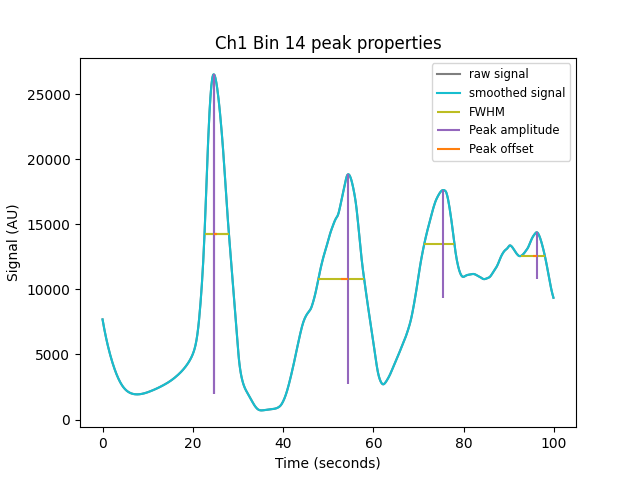 Ch1 Bin 14 peak properties
raw signal
smoothed signal
FWHM
Peak amplitude
Peak offset
Signal (AU)
25000
20000
15000
10000
5000
0
0 20 40 60 80 100
Time (seconds)